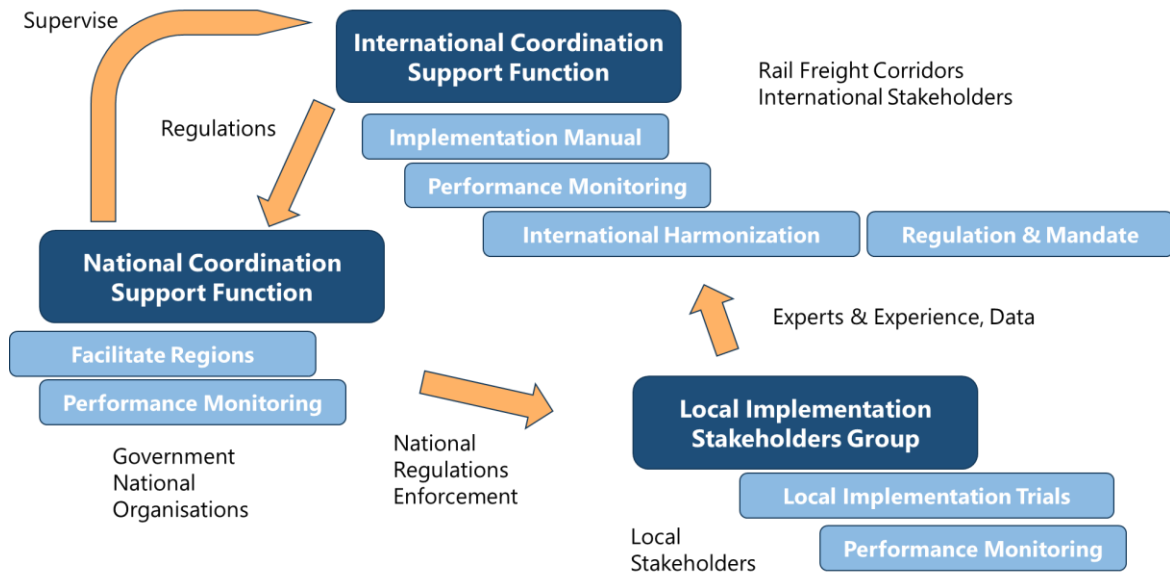 Supervise
International Coordination
Support Function
Rail Freight Corridors
International Stakeholders
Regulations
Implementation Manual
Performance Monitoring
International Harmonization
Regulation & Mandate
National Coordination
Support Function
Experts & Experience, Data
Facilitate Regions
Performance Monitoring
Local Implementation
Stakeholders Group
Government
National
Organisations
National
Regulations
Enforcement
Local Implementation Trials
Local
Stakeholders
Performance Monitoring